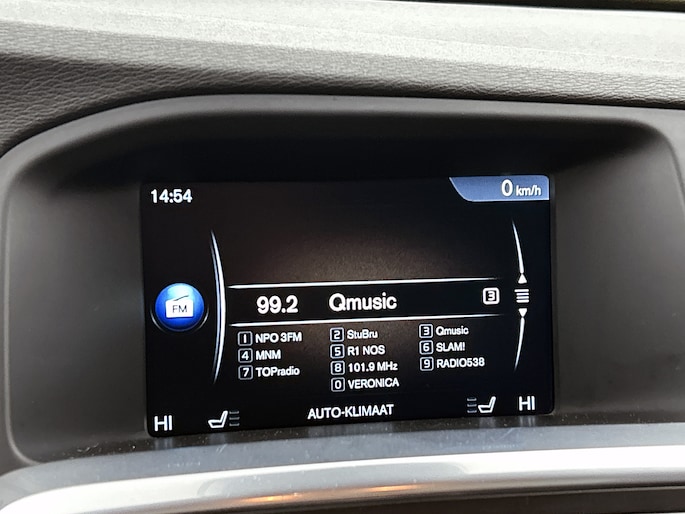 14:54
0 km/h
FM
99.2 Qmusic 3
1 NPO 3FM 2 StuBru 3 Qmusic
4 MNM 5 R1 NOS 6 SLAM!
7 TOPradio 8 101.9 MHz 9 RADIO538
0 VERONICA
HI AUTO-KLIMAAT HI